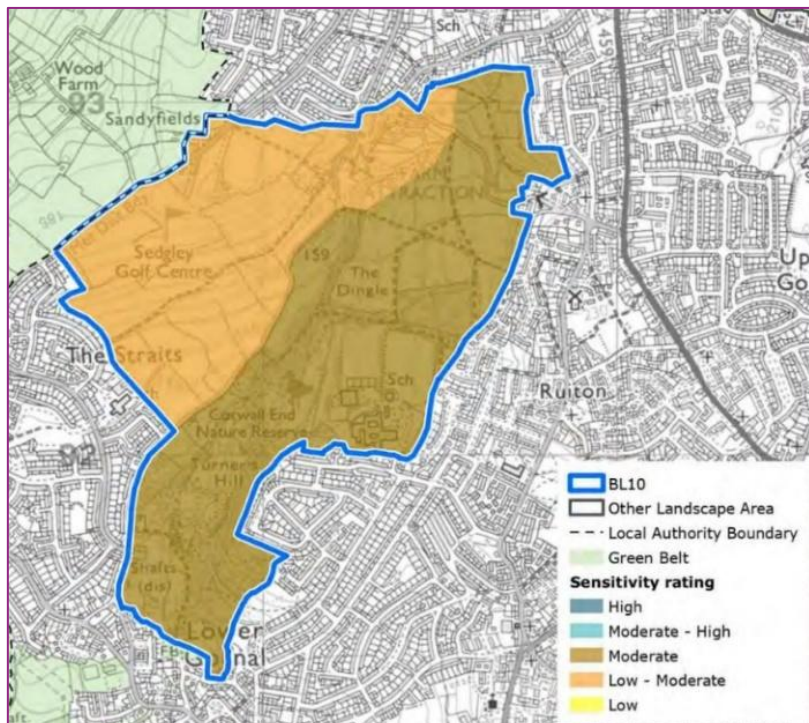 Sch
A 459
Wood
Farm
93
Sandyfields
FARM
Sedgley
Golf Centre
159
The
Dingle
The Straits
Sch
Ruiton
Cotwall End
Nature Reserve
Turner's
Hill
Shafts
(dis)
Lower
Gornal
BL10
Other Landscape Area
Local Authority Boundary
Green Belt
Sensitivity rating
High
Moderate - High
Moderate
Low - Moderate
Low